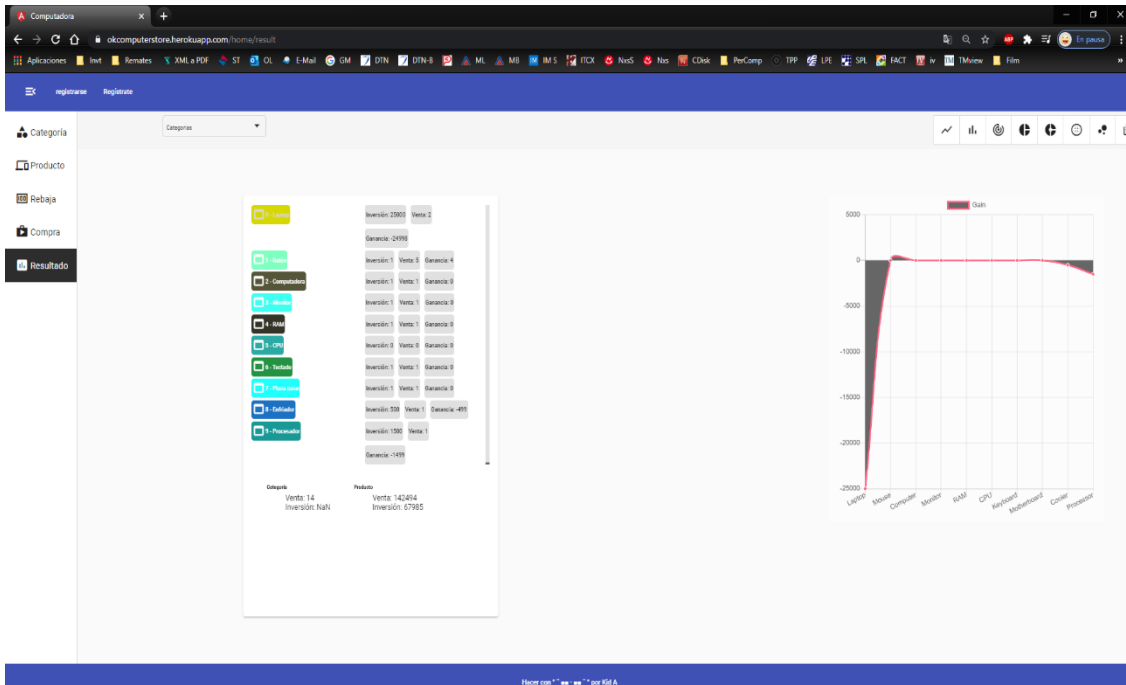 Computadora
okcomputerstore.herokuapp.com/home/result
En pausa
Aplicaciones Invt Remates XML a PDF ST OL E-Mail GM DTN DTN-B ML MB IM S ITCX NxsS Nxs CDisk PerComp TPP LPE SPL FACT iv TMview Film
registrarse Regístrate
Categoría
Producto
Rebaja
Compra
Resultado
Categorías
Inversión: 25000 Venta: 2
Ganancia: -24998
Inversión: 1 Venta: 5 Ganancia: 4
2 - Computadora Inversión: 1 Venta: 1 Ganancia: 0
3 - Monitor Inversión: 1 Venta: 1 Ganancia: 0
4 - RAM Inversión: 1 Venta: 1 Ganancia: 0
5 - CPU Inversión: 0 Venta: 0 Ganancia: 0
6 - Teclado Inversión: 1 Venta: 1 Ganancia: 0
7 - Placa base Inversión: 1 Venta: 1 Ganancia: 0
8 - Enfriador Inversión: 500 Venta: 1 Ganancia: -499
9 - Procesador Inversión: 1500 Venta: 1
Ganancia: -1499
Categoría Producto
Venta: 14 Venta: 142494
Inversión: NaN Inversión: 67985
Gain
5000
0
-5000
-10000
-15000
-20000
-25000
Laptop Mouse Computer Monitor RAM CPU Keyboard Motherboard Cooler Processor
Hacer con por Kid A